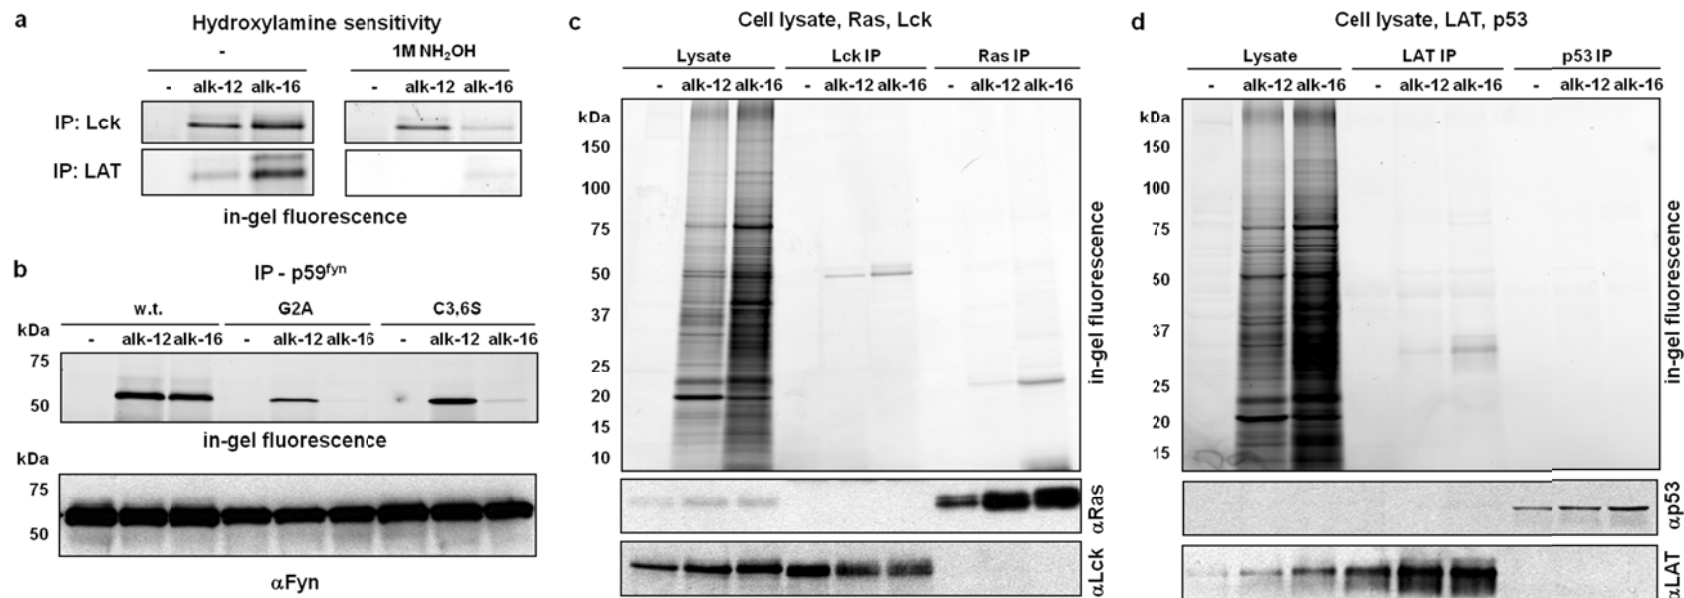 a
Hydroxylamine sensitivity
- 1M NH₂OH
- alk-12 alk-16 - alk-12 alk-16
IP: Lck
IP: LAT
in-gel fluorescence
b
IP - p59ᶠʸⁿ
w.t. G2A C3,6S
kDa
- alk-12 alk-16 - alk-12 alk-16 - alk-12 alk-16
75
50
in-gel fluorescence
kDa
75
50
αFyn
c
Cell lysate, Ras, Lck
Lysate Lck IP Ras IP
- alk-12 alk-16 - alk-12 alk-16 - alk-12 alk-16
kDa
150
100
75
50
37
25
20
15
10
in-gel fluorescence
αRas
αLck
d
Cell lysate, LAT, p53
Lysate LAT IP p53 IP
- alk-12 alk-16 - alk-12 alk-16 - alk-12 alk-16
kDa
150
100
75
50
37
25
20
15
in-gel fluorescence
αp53
αLAT